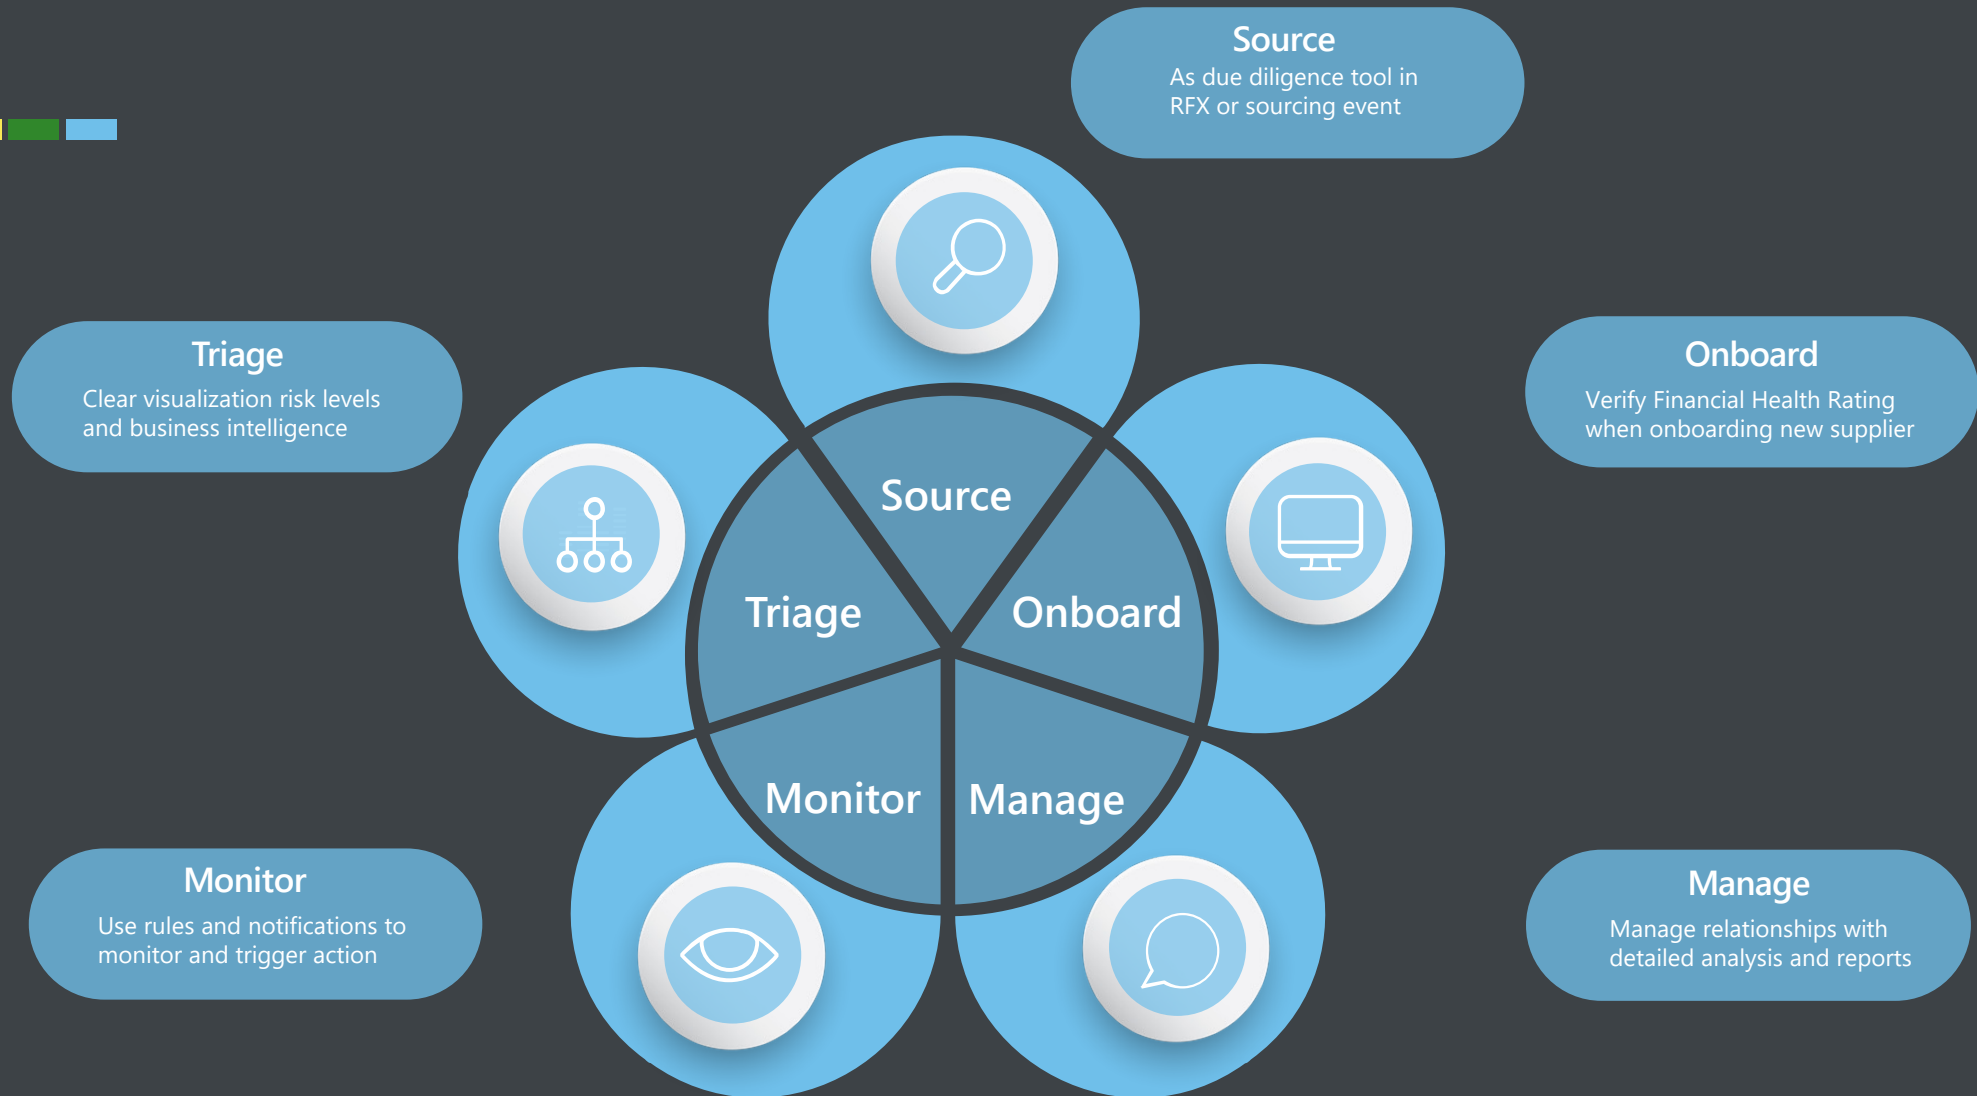 Source
As due diligence tool in
RFX or sourcing event
Triage
Clear visualization risk levels
and business intelligence
Onboard
Verify Financial Health Rating
when onboarding new supplier
Source
Triage
Onboard
Monitor
Manage
Monitor
Use rules and notifications to
monitor and trigger action
Manage
Manage relationships with
detailed analysis and reports